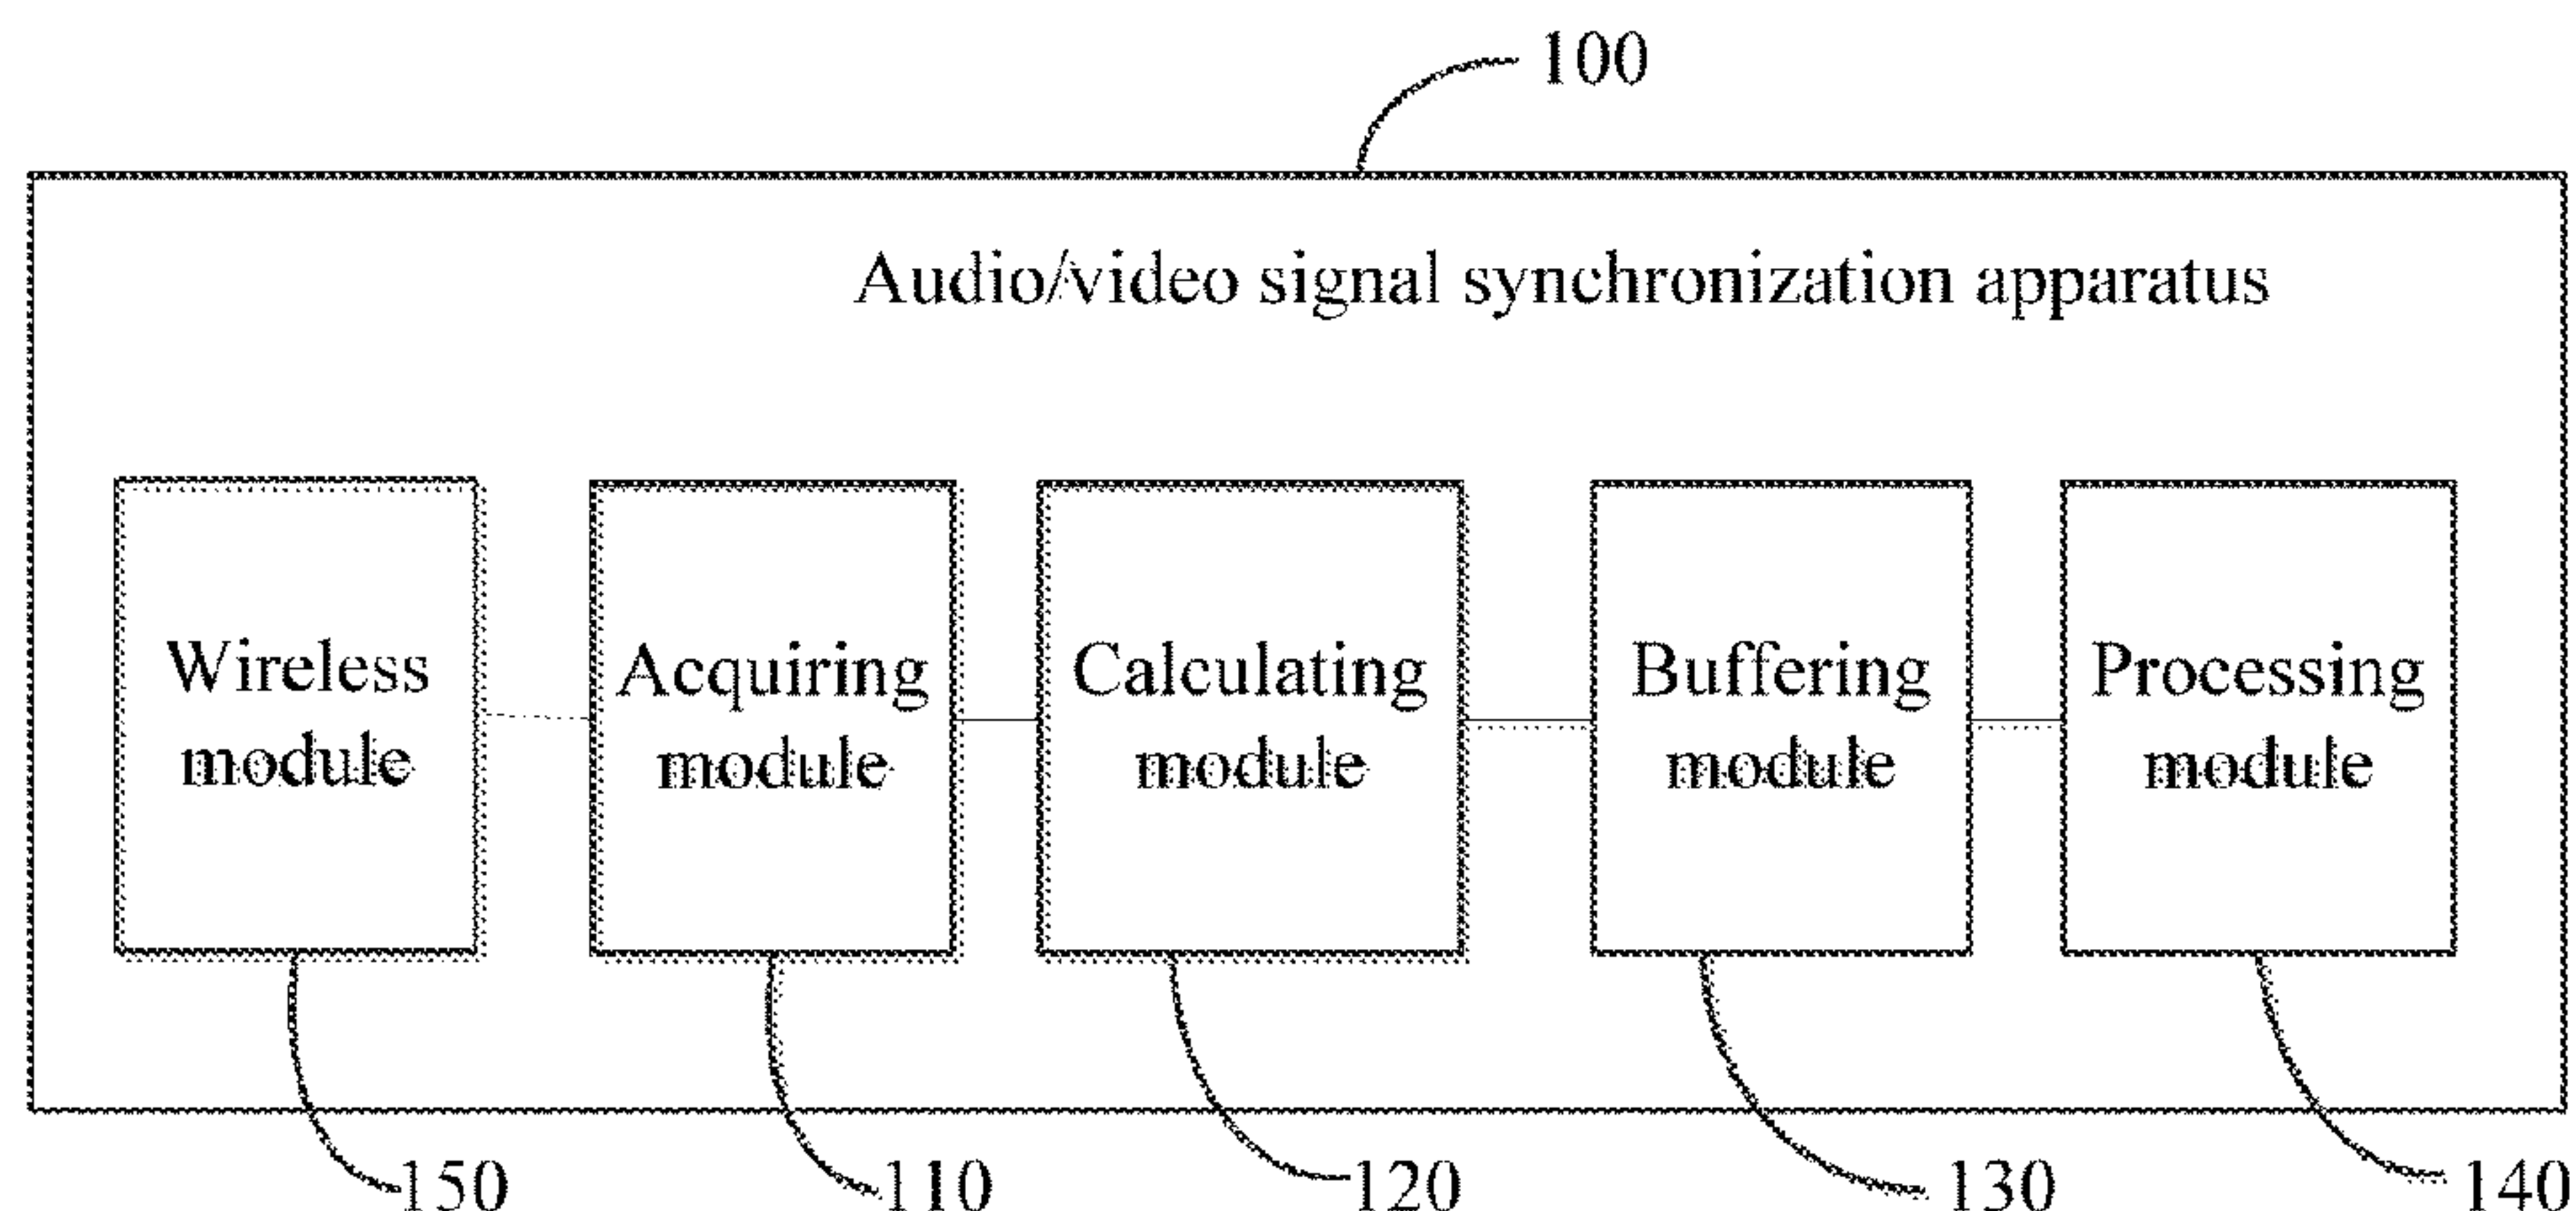 100
Audio/video signal synchronization apparatus
Wireless
module
Acquiring
module
Calculating
module
Buffering
module
Processing
module
150
110
120
130
140